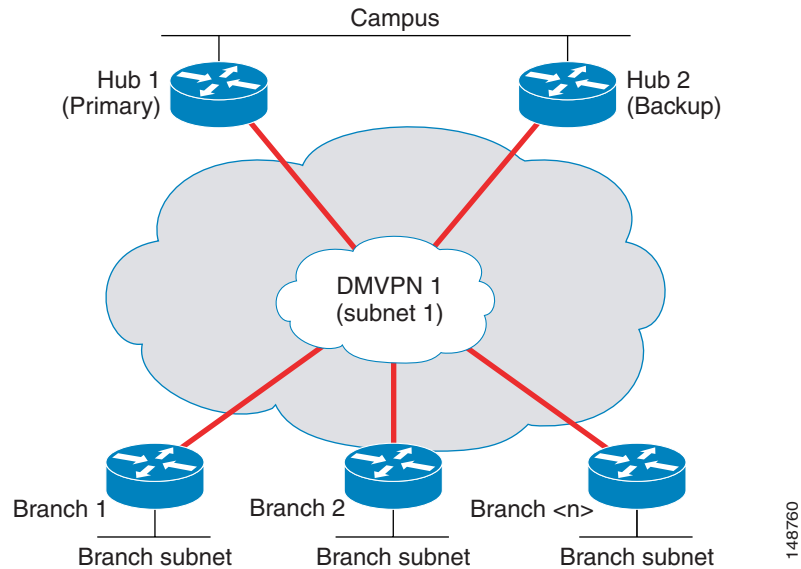 Campus
Hub 1
(Primary)
Hub 2
(Backup)
DMVPN 1
(subnet 1)
Branch 1
Branch 2
Branch <n>
Branch subnet
Branch subnet
Branch subnet
148760